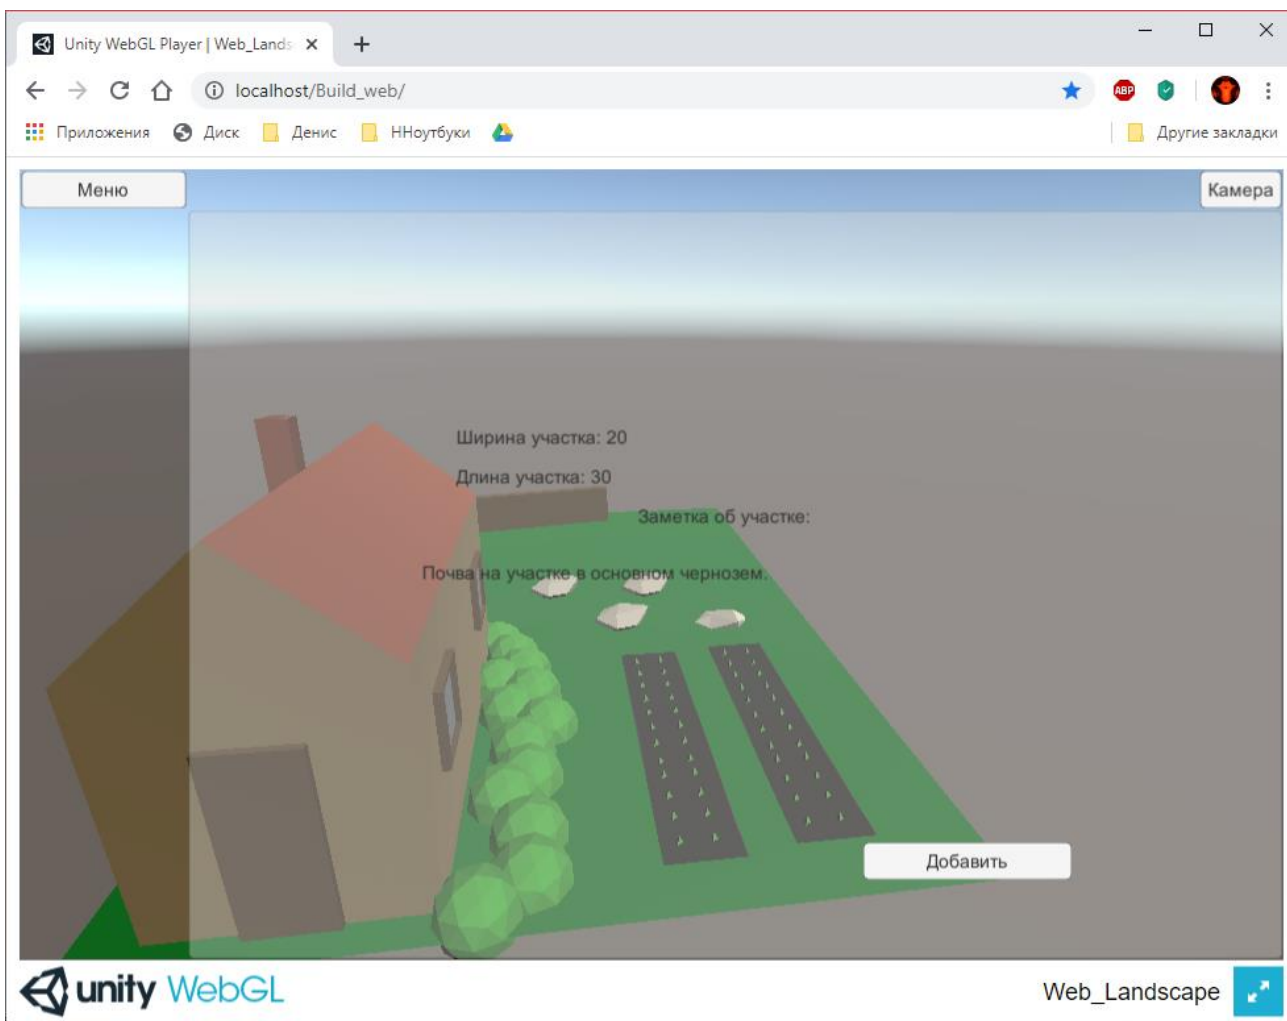 Unity WebGL Player | Web_Lands
localhost/Build_web/
ABP
Приложения Диск Денис ННоутбуки Другие закладки
Меню Камера
Ширина участка: 20
Длина участка: 30
Заметка об участке:
Почва на участке в основном чернозем.
Добавить
unity WebGL Web_Landscape